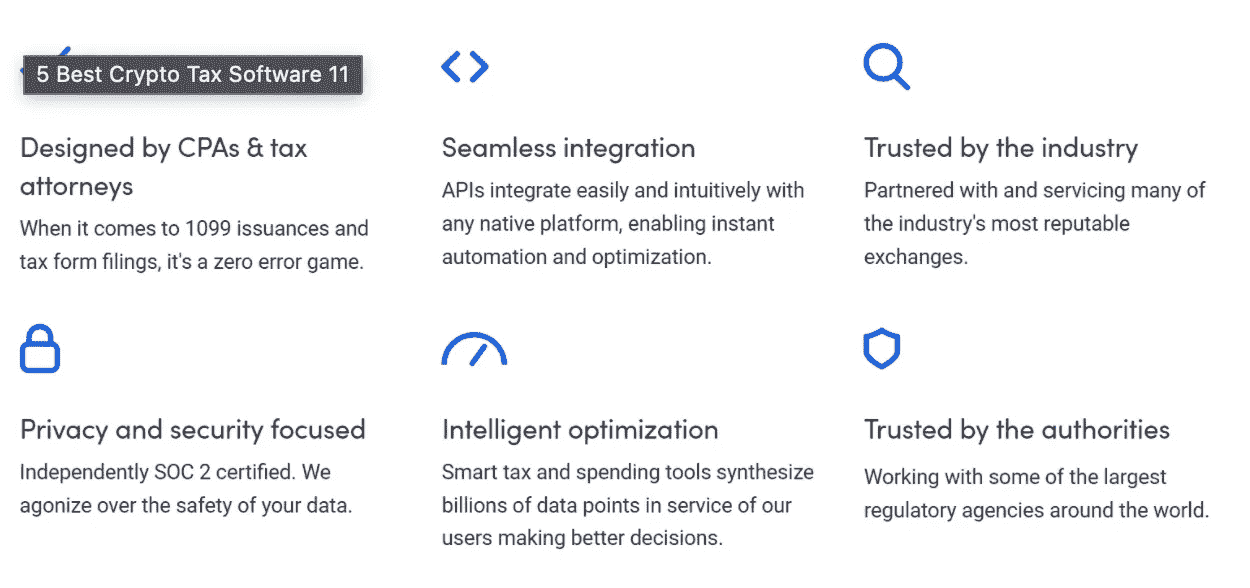 5 Best Crypto Tax Software 11
Designed by CPAs & tax
attorneys
When it comes to 1099 issuances and
tax form filings, it's a zero error game.
Seamless integration
APIs integrate easily and intuitively with
any native platform, enabling instant
automation and optimization.
Trusted by the industry
Partnered with and servicing many of
the industry's most reputable
exchanges.
Privacy and security focused
Independently SOC 2 certified. We
agonize over the safety of your data.
Intelligent optimization
Smart tax and spending tools synthesize
billions of data points in service of our
users making better decisions.
Trusted by the authorities
Working with some of the largest
regulatory agencies around the world.